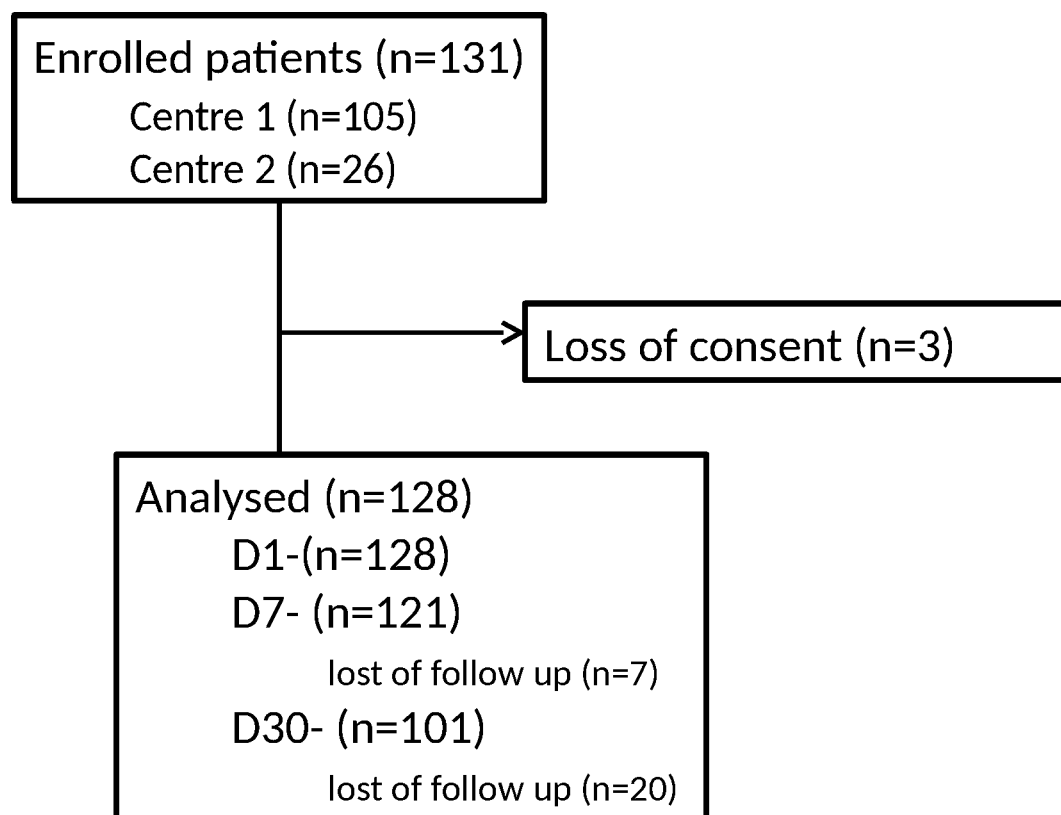 Enrolled patients (n=131)
Centre 1 (n=105)
Centre 2 (n=26)
Loss of consent (n=3)
Analysed (n=128)
D1-(n=128)
D7- (n=121)
lost of follow up (n=7)
D30- (n=101)
lost of follow up (n=20)